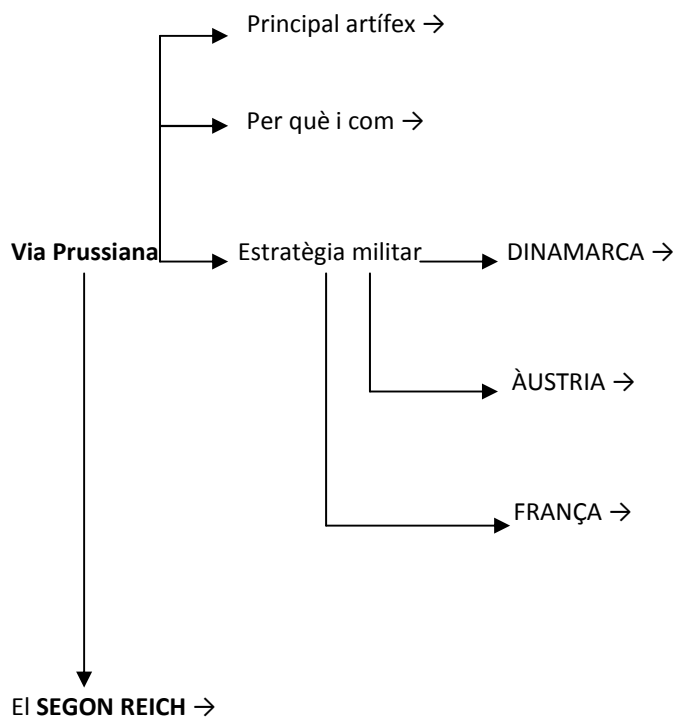 Principal artífex →
Per què i com →
Via Prussiana Estratègia militar DINAMARCA →
ÀUSTRIA →
FRANÇA →
El SEGON REICH →